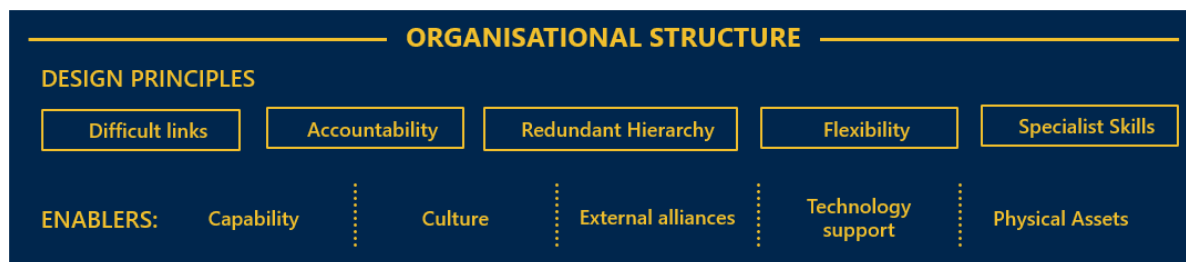 ORGANISATIONAL STRUCTURE
DESIGN PRINCIPLES
Difficult links
Accountability
Redundant Hierarchy
Flexibility
Specialist Skills
ENABLERS:
Capability
Culture
External alliances
Technology
support
Physical Assets